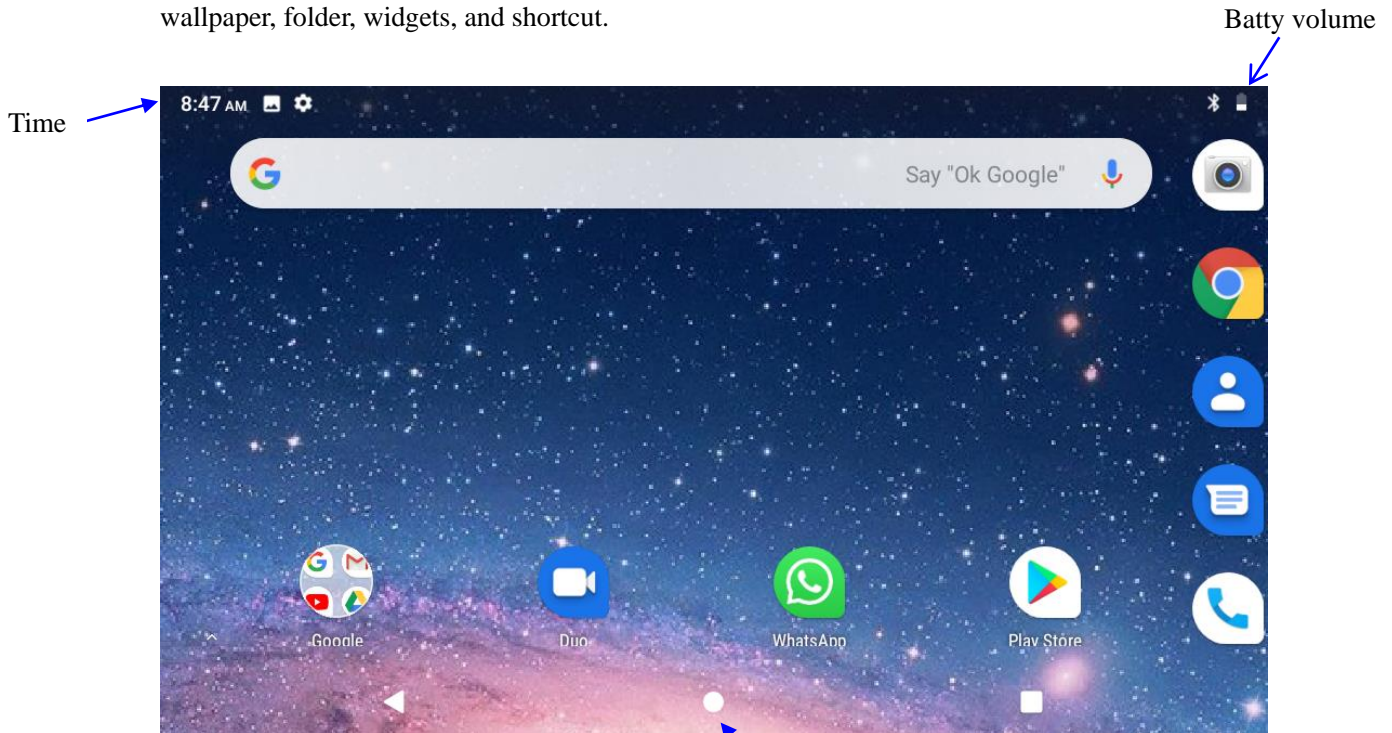 wallpaper, folder, widgets, and shortcut.
Batty volume
Time
8:47 AM
Say "Ok Google"
Google
Duo
WhatsApp
Play Store